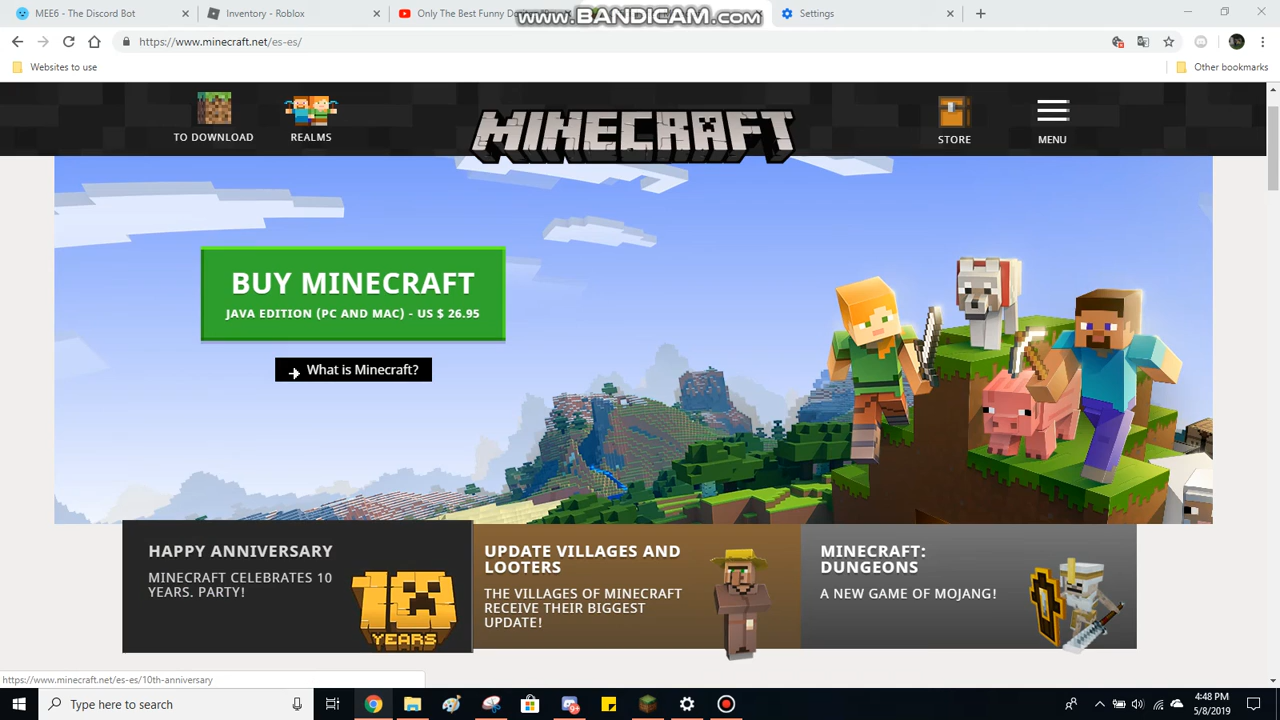 MEE6 - The Discord Bot
Inventory - Roblox
Only The Best Funny
www.BANDICAM.com
Settings
https://www.minecraft.net/es-es/
Websites to use
Other bookmarks
TO DOWNLOAD
REALMS
MINECRAFT
STORE
MENU
BUY MINECRAFT
JAVA EDITION (PC AND MAC) - US $ 26.95
What is Minecraft?
HAPPY ANNIVERSARY
MINECRAFT CELEBRATES 10
YEARS. PARTY!
10
YEARS
UPDATE VILLAGES AND
LOOTERS
THE VILLAGES OF MINECRAFT
RECEIVE THEIR BIGGEST
UPDATE!
MINECRAFT:
DUNGEONS
A NEW GAME OF MOJANG!
https://www.minecraft.net/es-es/10th-anniversary
Type here to search
4:48 PM
5/8/2019